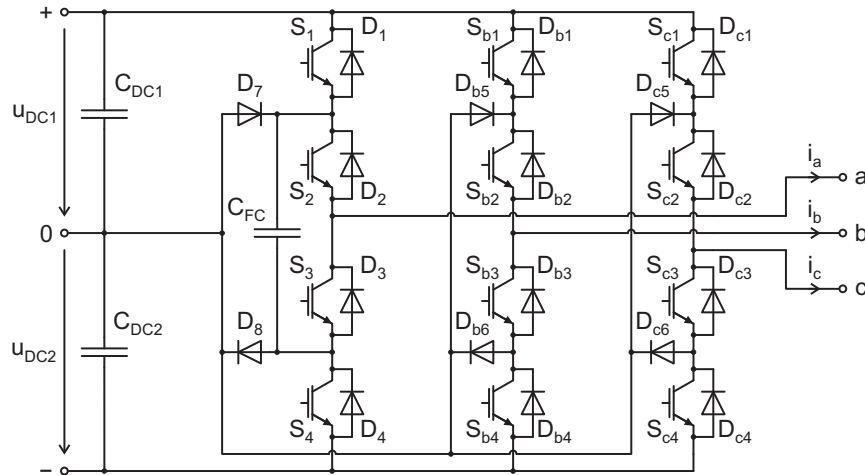 +
S1 D1 Sb1 Db1 Sc1 Dc1
CDC1 D7 Db5 Dc5
uDC1
S2 D2 Sb2 Db2 Sc2 Dc2
ia a
CFC
ib
0 b
S3 D3 Sb3 Db3 Sc3 Dc3
ic c
CDC2 D8 Db6 Dc6
uDC2
S4 D4 Sb4 Db4 Sc4 Dc4
−